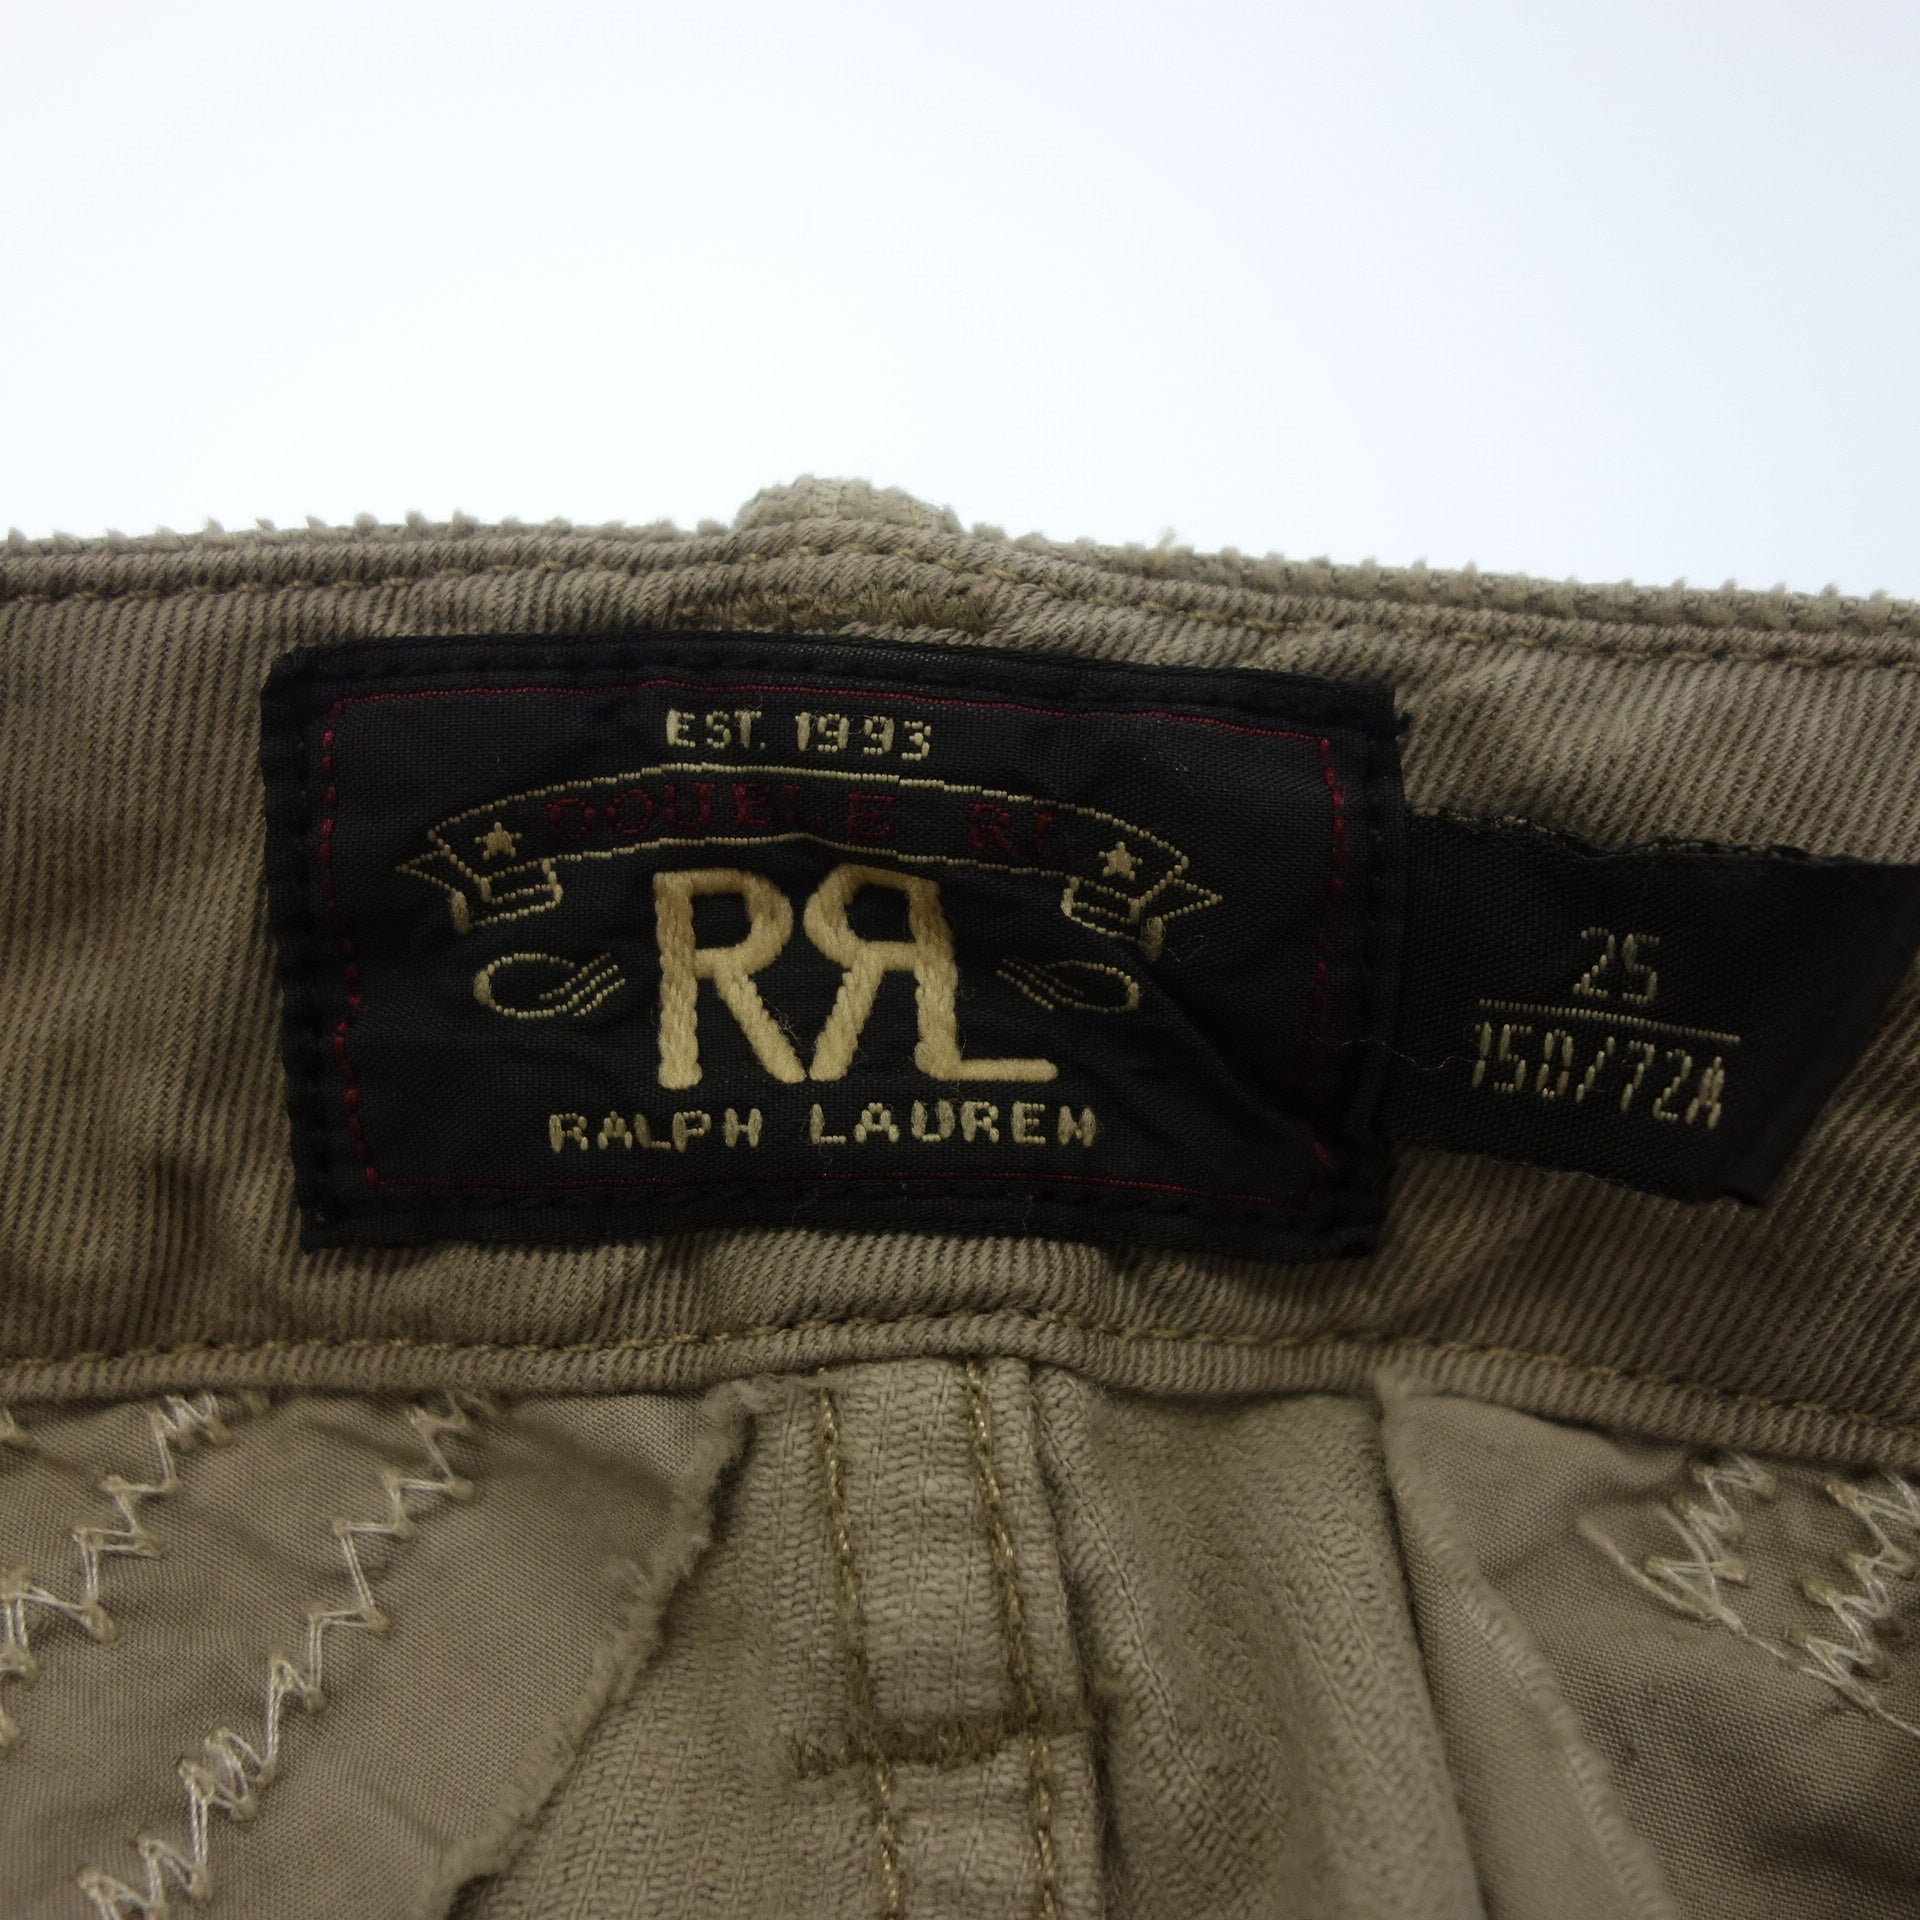 EST. 1993
DOUBLE RL
RRL
RALPH LAUREN
25
150/72A